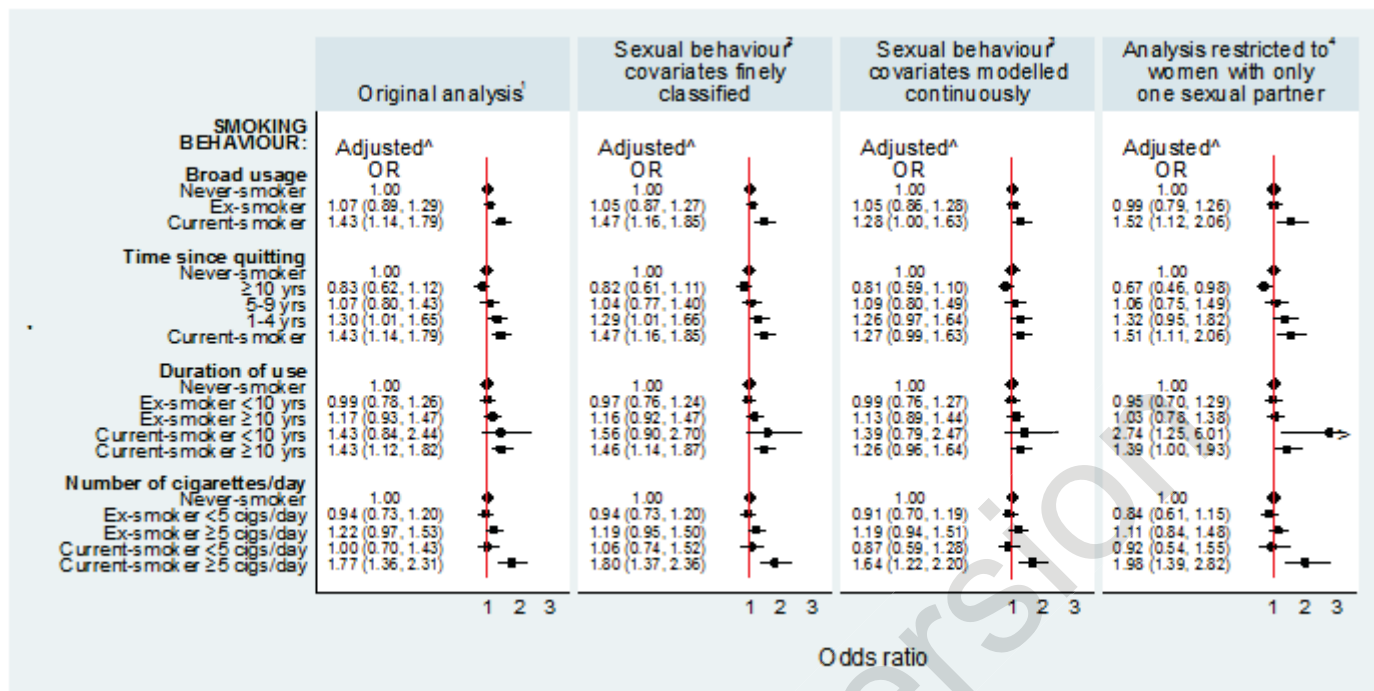 Original analysis¹
Sexual behaviour² covariates finely classified
Sexual behaviour³ covariates modelled continuously
Analysis restricted to⁴ women with only one sexual partner
SMOKING BEHAVIOUR:
Adjusted^ OR Adjusted^ OR Adjusted^ OR Adjusted^ OR
Broad usage
Never-smoker 1.00 1.00 1.00 1.00
Ex-smoker 1.07 (0.89, 1.29) 1.05 (0.87, 1.27) 1.05 (0.86, 1.28) 0.99 (0.79, 1.26)
Current-smoker 1.43 (1.14, 1.79) 1.47 (1.16, 1.85) 1.28 (1.00, 1.63) 1.52 (1.12, 2.06)
Time since quitting
Never-smoker 1.00 1.00 1.00 1.00
≥10 yrs 0.83 (0.62, 1.12) 0.82 (0.61, 1.11) 0.81 (0.59, 1.10) 0.67 (0.46, 0.98)
5-9 yrs 1.07 (0.80, 1.43) 1.04 (0.77, 1.40) 1.09 (0.80, 1.49) 1.06 (0.75, 1.49)
1-4 yrs 1.30 (1.01, 1.65) 1.29 (1.01, 1.66) 1.26 (0.97, 1.64) 1.32 (0.95, 1.82)
Current-smoker 1.43 (1.14, 1.79) 1.47 (1.16, 1.85) 1.27 (0.99, 1.63) 1.51 (1.11, 2.06)
Duration of use
Never-smoker 1.00 1.00 1.00 1.00
Ex-smoker <10 yrs 0.99 (0.78, 1.26) 0.97 (0.76, 1.24) 0.99 (0.76, 1.27) 0.95 (0.70, 1.29)
Ex-smoker ≥10 yrs 1.17 (0.93, 1.47) 1.16 (0.92, 1.47) 1.13 (0.89, 1.44) 1.03 (0.78, 1.38)
Current-smoker <10 yrs 1.43 (0.84, 2.44) 1.56 (0.90, 2.70) 1.39 (0.79, 2.47) 2.74 (1.25, 6.01)
Current-smoker ≥10 yrs 1.43 (1.12, 1.82) 1.46 (1.14, 1.87) 1.26 (0.96, 1.64) 1.39 (1.00, 1.93)
Number of cigarettes/day
Never-smoker 1.00 1.00 1.00 1.00
Ex-smoker <5 cigs/day 0.94 (0.73, 1.20) 0.94 (0.73, 1.20) 0.91 (0.70, 1.19) 0.84 (0.61, 1.15)
Ex-smoker ≥5 cigs/day 1.22 (0.97, 1.53) 1.19 (0.95, 1.50) 1.19 (0.94, 1.51) 1.11 (0.84, 1.48)
Current-smoker <5 cigs/day 1.00 (0.70, 1.43) 1.06 (0.74, 1.52) 0.87 (0.59, 1.28) 0.92 (0.54, 1.55)
Current-smoker ≥5 cigs/day 1.77 (1.36, 2.31) 1.80 (1.37, 2.36) 1.64 (1.22, 2.20) 1.98 (1.39, 2.82)
1 2 3 1 2 3 1 2 3 1 2 3
Odds ratio